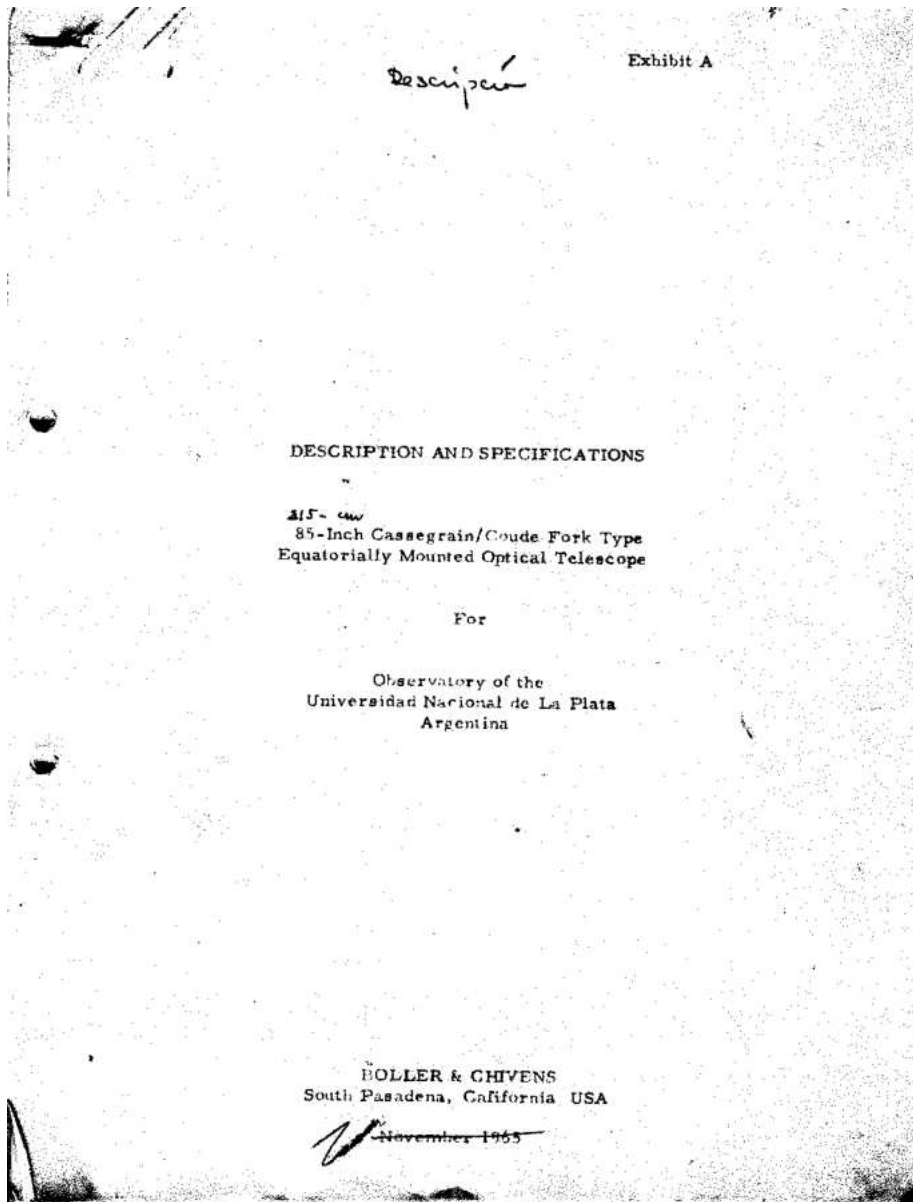 Exhibit A
Descripción
DESCRIPTION AND SPECIFICATIONS
215- cm
85-Inch Cassegrain/Coude Fork Type
Equatorially Mounted Optical Telescope
For
Observatory of the
Universidad Nacional de La Plata
Argentina
BOLLER & CHIVENS
South Pasadena, California USA
November 1965